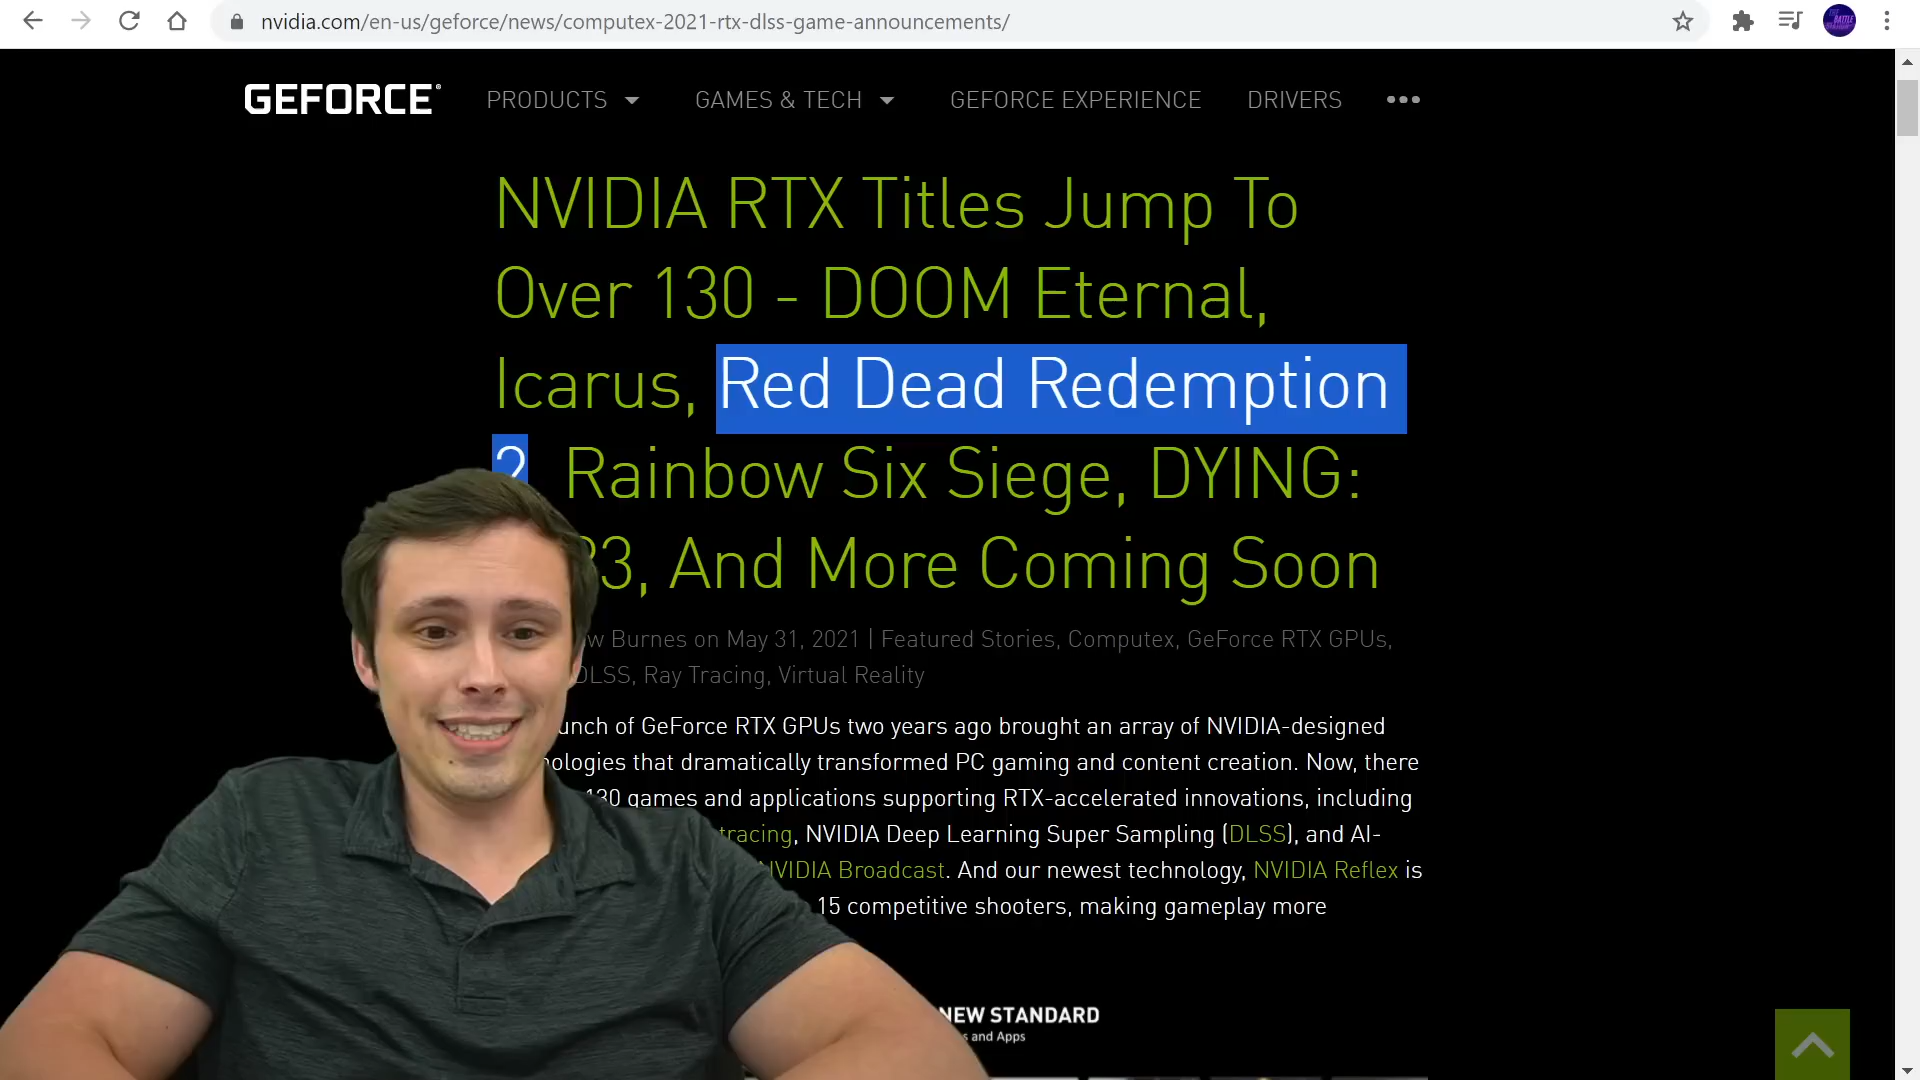 nvidia.com/en-us/geforce/news/computex-2021-rtx-dlss-game-announcements/
GEFORCE PRODUCTS GAMES & TECH GEFORCE EXPERIENCE DRIVERS
NVIDIA RTX Titles Jump To
Over 130 - DOOM Eternal,
Icarus, Red Dead Redemption
2 Rainbow Six Siege, DYING:
83, And More Coming Soon
Burnes on May 31, 2021 | Featured Stories, Computex, GeForce RTX GPUs,
DLSS, Ray Tracing, Virtual Reality
of GeForce RTX GPUs two years ago brought an array of NVIDIA-designed
that dramatically transformed PC gaming and content creation. Now, there
130 games and applications supporting RTX-accelerated innovations, including
tracing, NVIDIA Deep Learning Super Sampling (DLSS), and AI-
NVIDIA Broadcast. And our newest technology, NVIDIA Reflex is
15 competitive shooters, making gameplay more
NEW STANDARD
and Apps